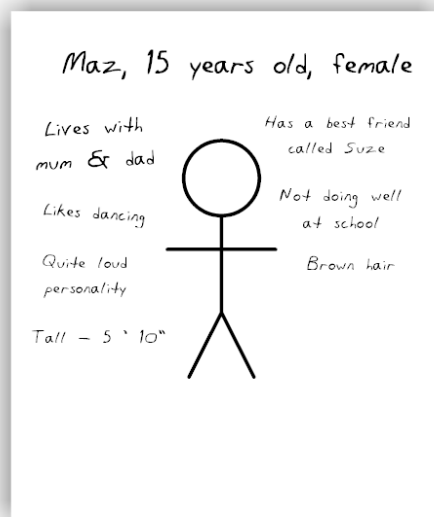 Maz, 15 years old, female
Lives with
mum & dad
Likes dancing
Quite loud
personality
Tall - 5 ' 10"
Has a best friend
called Suze
Not doing well
at school
Brown hair